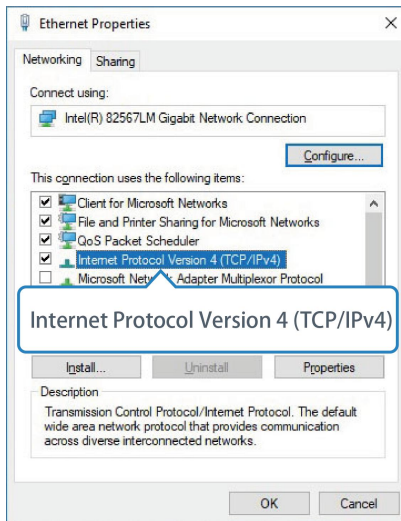 Ethernet Properties
Networking
Sharing
Connect using:
Intel(R) 82567LM Gigabit Network Connection
Configure...
This connection uses the following items:
Client for Microsoft Networks
File and Printer Sharing for Microsoft Networks
QoS Packet Scheduler
Internet Protocol Version 4 (TCP/IPv4)
Microsoft Adapter Multiplexor Protocol
Internet Protocol Version 4 (TCP/IPv4)
Install...
Uninstall
Properties
Description
Transmission Control Protocol/Internet Protocol. The default
wide area network protocol that provides communication
across diverse interconnected networks.
OK
Cancel